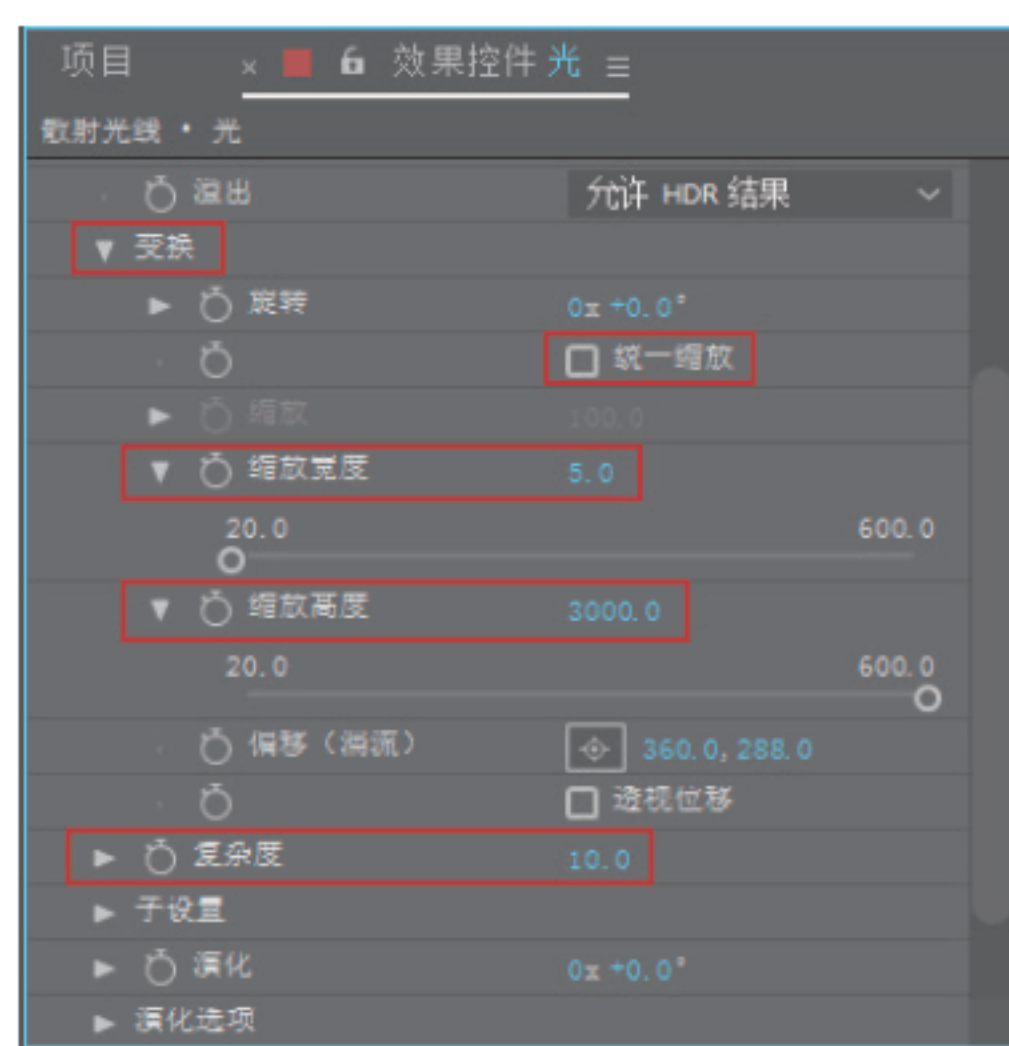 项目 × 效果控件 光 ≡
散射光线 • 光
溢出 允许 HDR 结果
变换
旋转 0x +0.0°
统一缩放
缩放 100.0
缩放宽度 5.0
20.0 600.0
缩放高度 3000.0
20.0 600.0
偏移（湍流） 360.0, 288.0
透视位移
复杂度 10.0
子设置
演化 0x +0.0°
演化选项